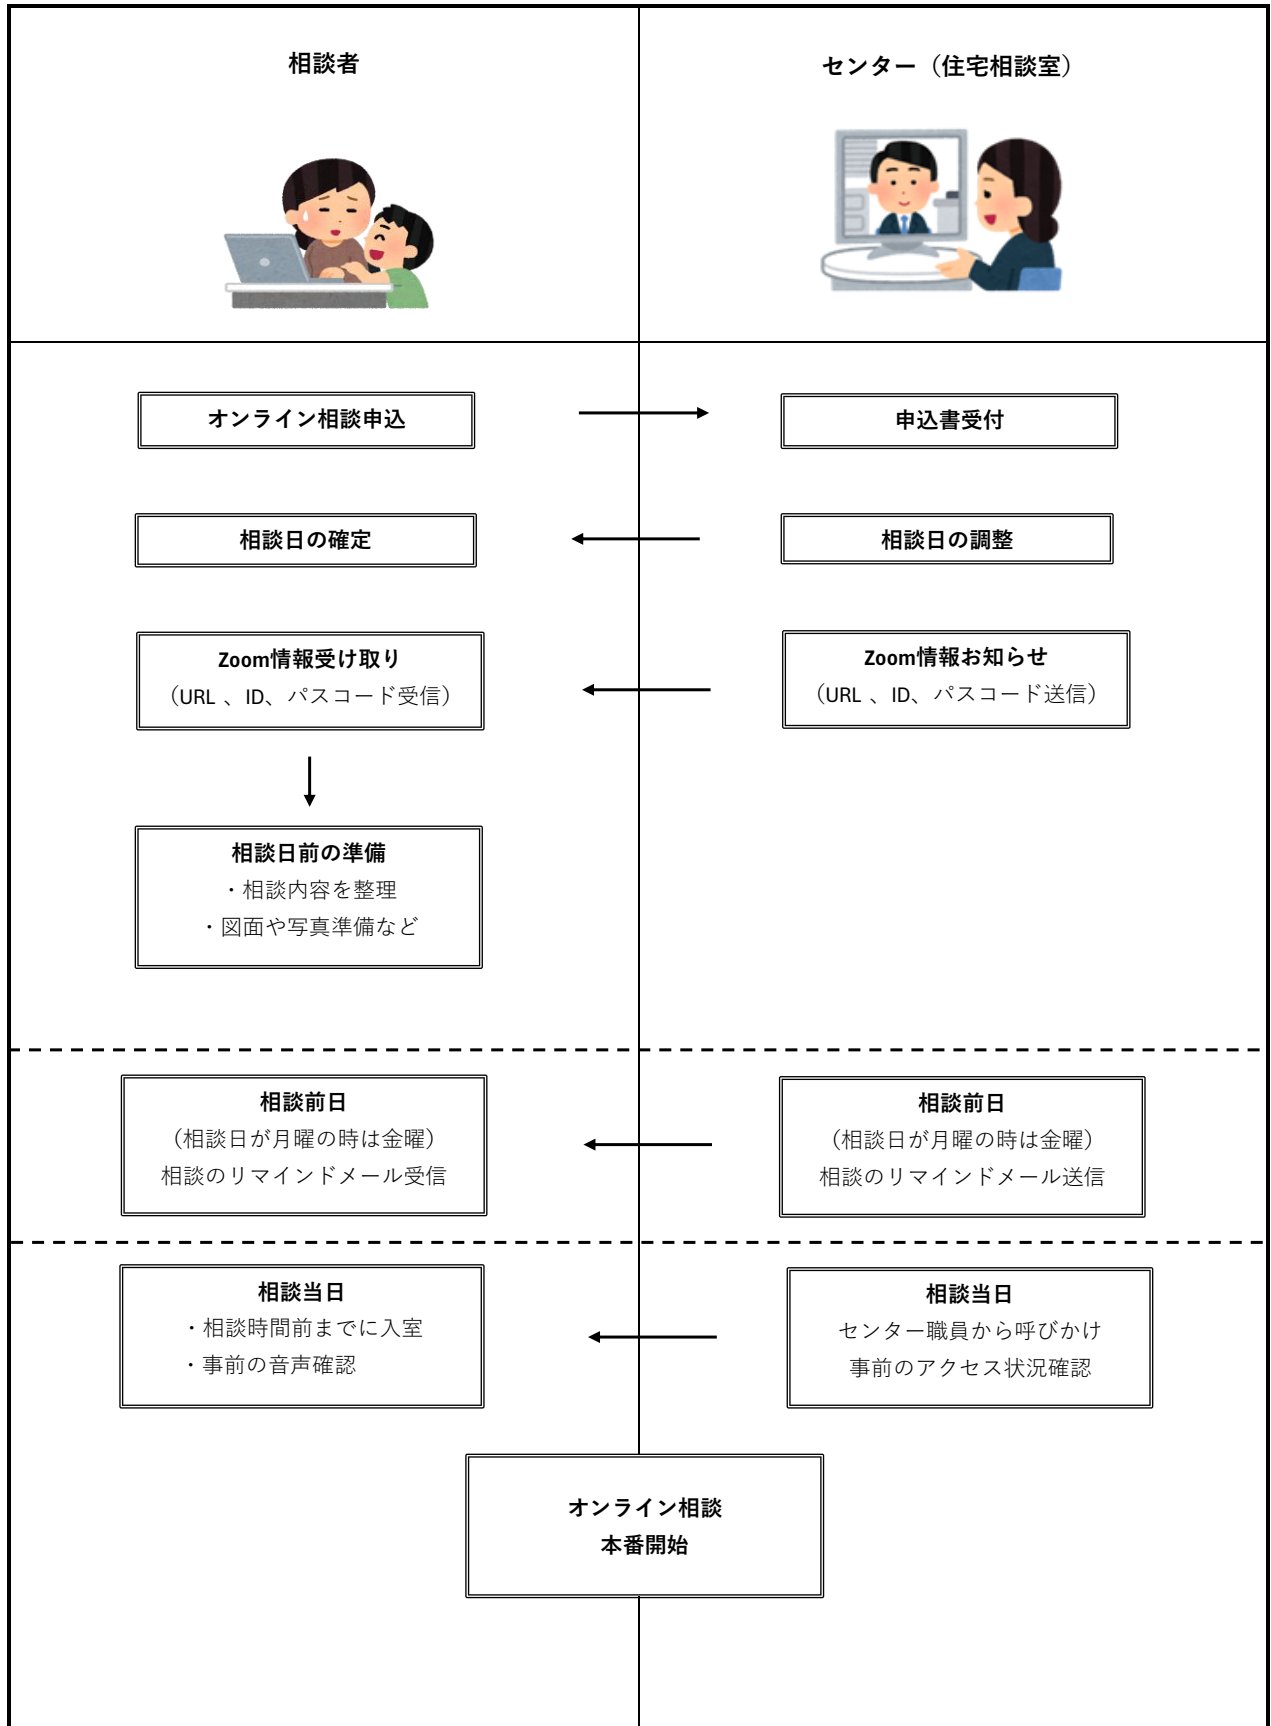 相談者
センター（住宅相談室）
オンライン相談申込
申込書受付
相談日の確定
相談日の調整
Zoom情報受け取り
（URL 、ID、パスコード受信）
Zoom情報お知らせ
（URL 、ID、パスコード送信）
相談日前の準備
・相談内容を整理
・図面や写真準備など
相談前日
（相談日が月曜の時は金曜）
相談のリマインドメール受信
相談前日
（相談日が月曜の時は金曜）
相談のリマインドメール送信
相談当日
・相談時間前までに入室
・事前の音声確認
相談当日
センター職員から呼びかけ
事前のアクセス状況確認
オンライン相談
本番開始